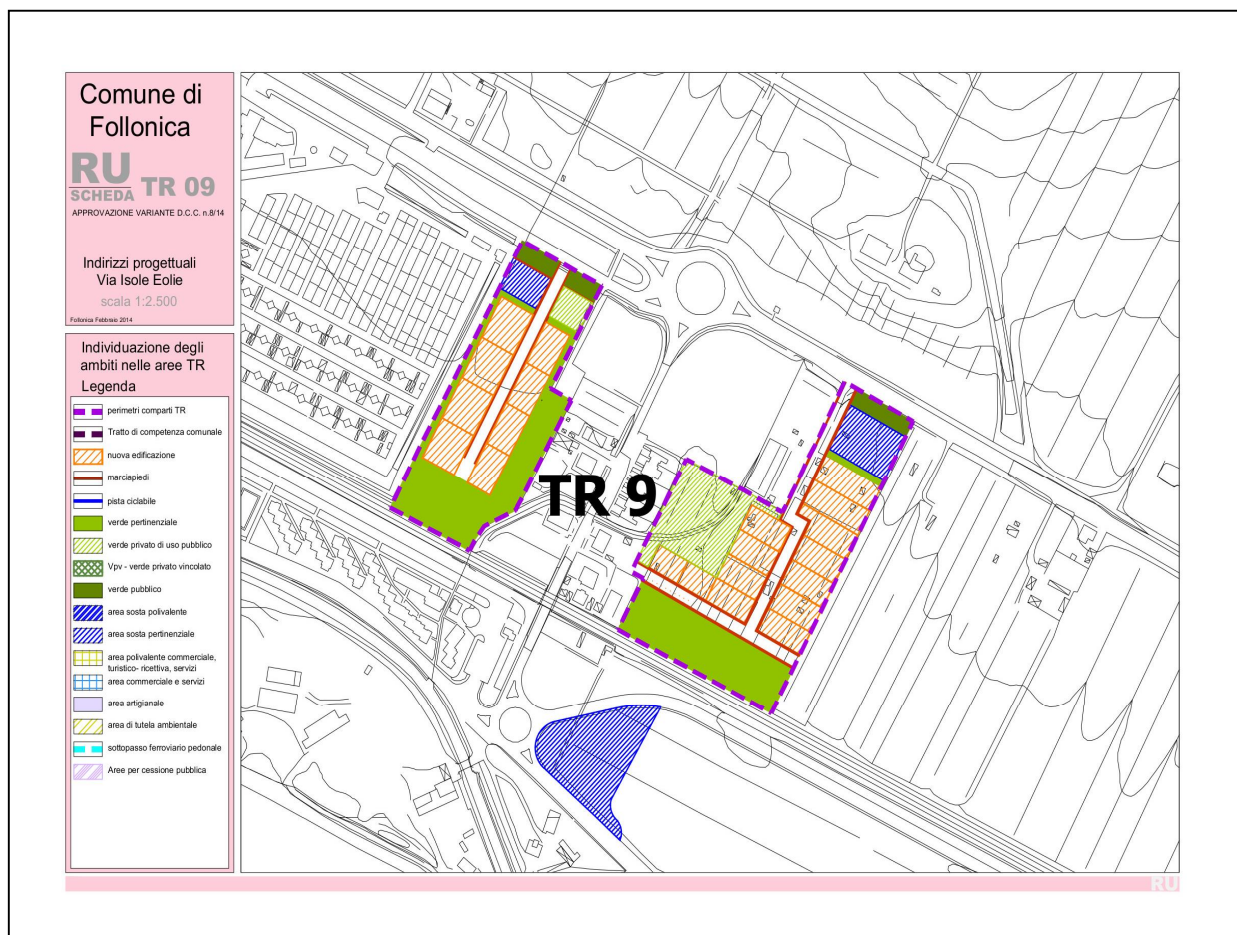 Comune di
Follonica
RU
SCHEDA
TR 09
APPROVAZIONE VARIANTE D.C.C. n.8/14
Indirizzi progettuali
Via Isole Eolie
scala 1:2.500
Follonica Febbraio 2014
Individuazione degli
ambiti nelle aree TR
Legenda
perimetri comparti TR
Tratto di competenza comunale
nuova edificazione
marciapiedi
pista ciclabile
verde pertinenziale
verde privato di uso pubblico
Vpv - verde privato vincolato
verde pubblico
area sosta polivalente
area sosta pertinenziale
area polivalente commerciale,
turistico- ricettiva, servizi
area commerciale e servizi
area artigianale
area di tutela ambientale
sottopasso ferroviario pedonale
Aree per cessione pubblica
TR 9
RU